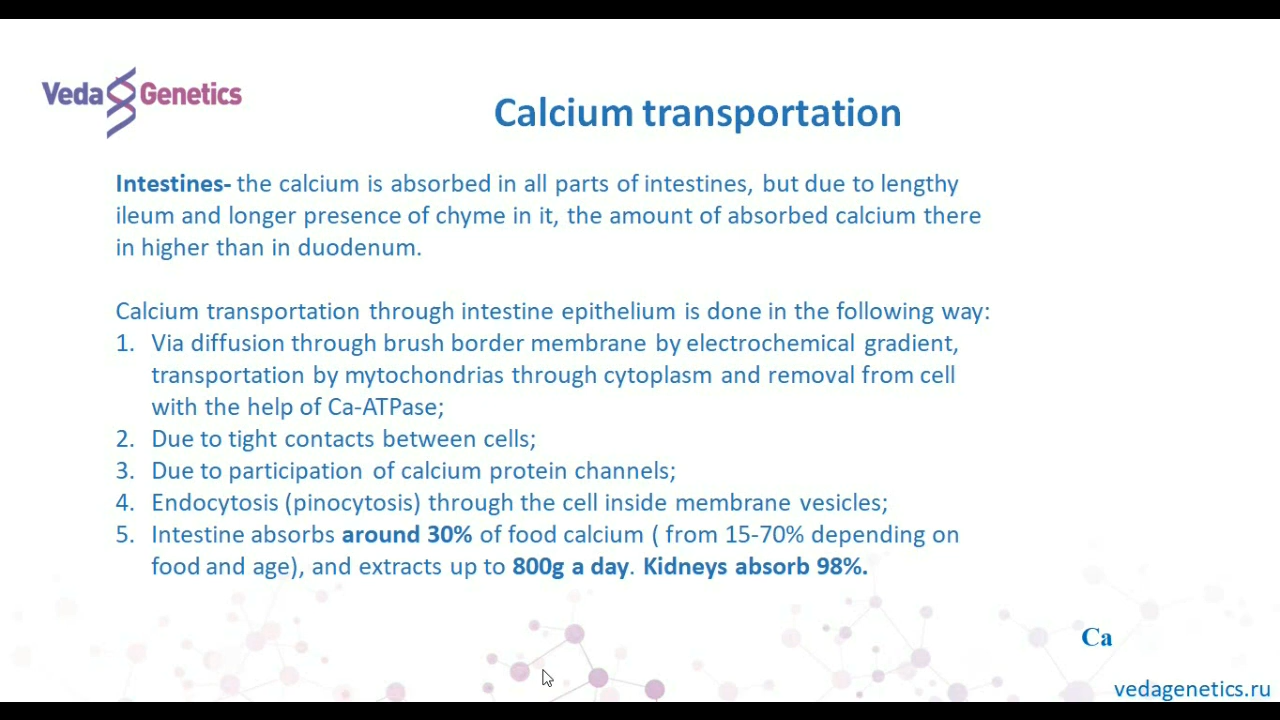 Veda Genetics
Calcium transportation
Intestines- the calcium is absorbed in all parts of intestines, but due to lengthy
ileum and longer presence of chyme in it, the amount of absorbed calcium there
in higher than in duodenum.
Calcium transportation through intestine epithelium is done in the following way:
1. Via diffusion through brush border membrane by electrochemical gradient,
transportation by mytochondrias through cytoplasm and removal from cell
with the help of Ca-ATPase;
2. Due to tight contacts between cells;
3. Due to participation of calcium protein channels;
4. Endocytosis (pinocytosis) through the cell inside membrane vesicles;
5. Intestine absorbs around 30% of food calcium ( from 15-70% depending on
food and age), and extracts up to 800g a day. Kidneys absorb 98%.
Ca
vedagenetics.ru